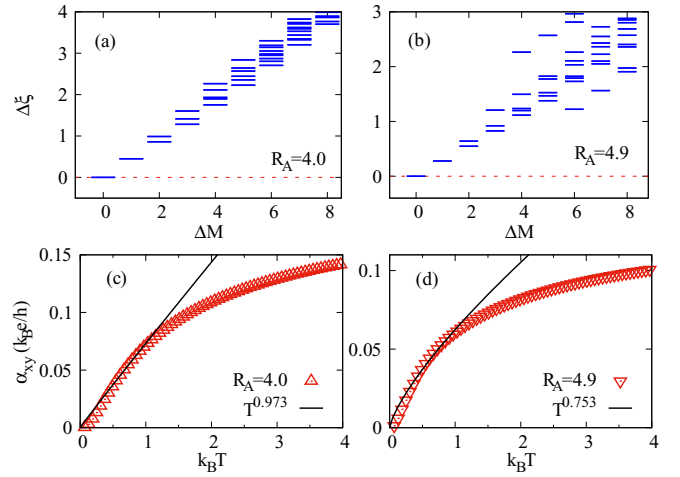 4
3
2
1
0
Δξ
(a)
R_A=4.0
0 2 4 6 8
ΔM
3
2
1
0
(b)
R_A=4.9
0 2 4 6 8
ΔM
0.15
0.1
0.05
0
α_xy (k_B e/h)
(c)
R_A=4.0
T^0.973
0 1 2 3 4
k_BT
0.1
0.05
0
(d)
R_A=4.9
T^0.753
0 1 2 3 4
k_BT